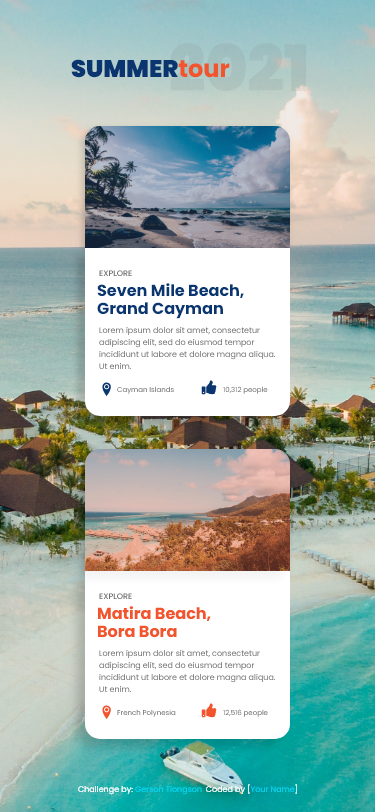 2021
SUMMERtour
EXPLORE
Seven Mile Beach,
Grand Cayman
Lorem ipsum dolor sit amet, consectetur
adipiscing elit, sed do eiusmod tempor
incididunt ut labore et dolore magna aliqua.
Ut enim.
Cayman Islands 10,312 people
EXPLORE
Matira Beach,
Bora Bora
Lorem ipsum dolor sit amet, consectetur
adipiscing elit, sed do eiusmod tempor
incididunt ut labore et dolore magna aliqua.
Ut enim.
French Polynesia 12,516 people
Challenge by: Gerson Tiongson Coded by [Your Name]